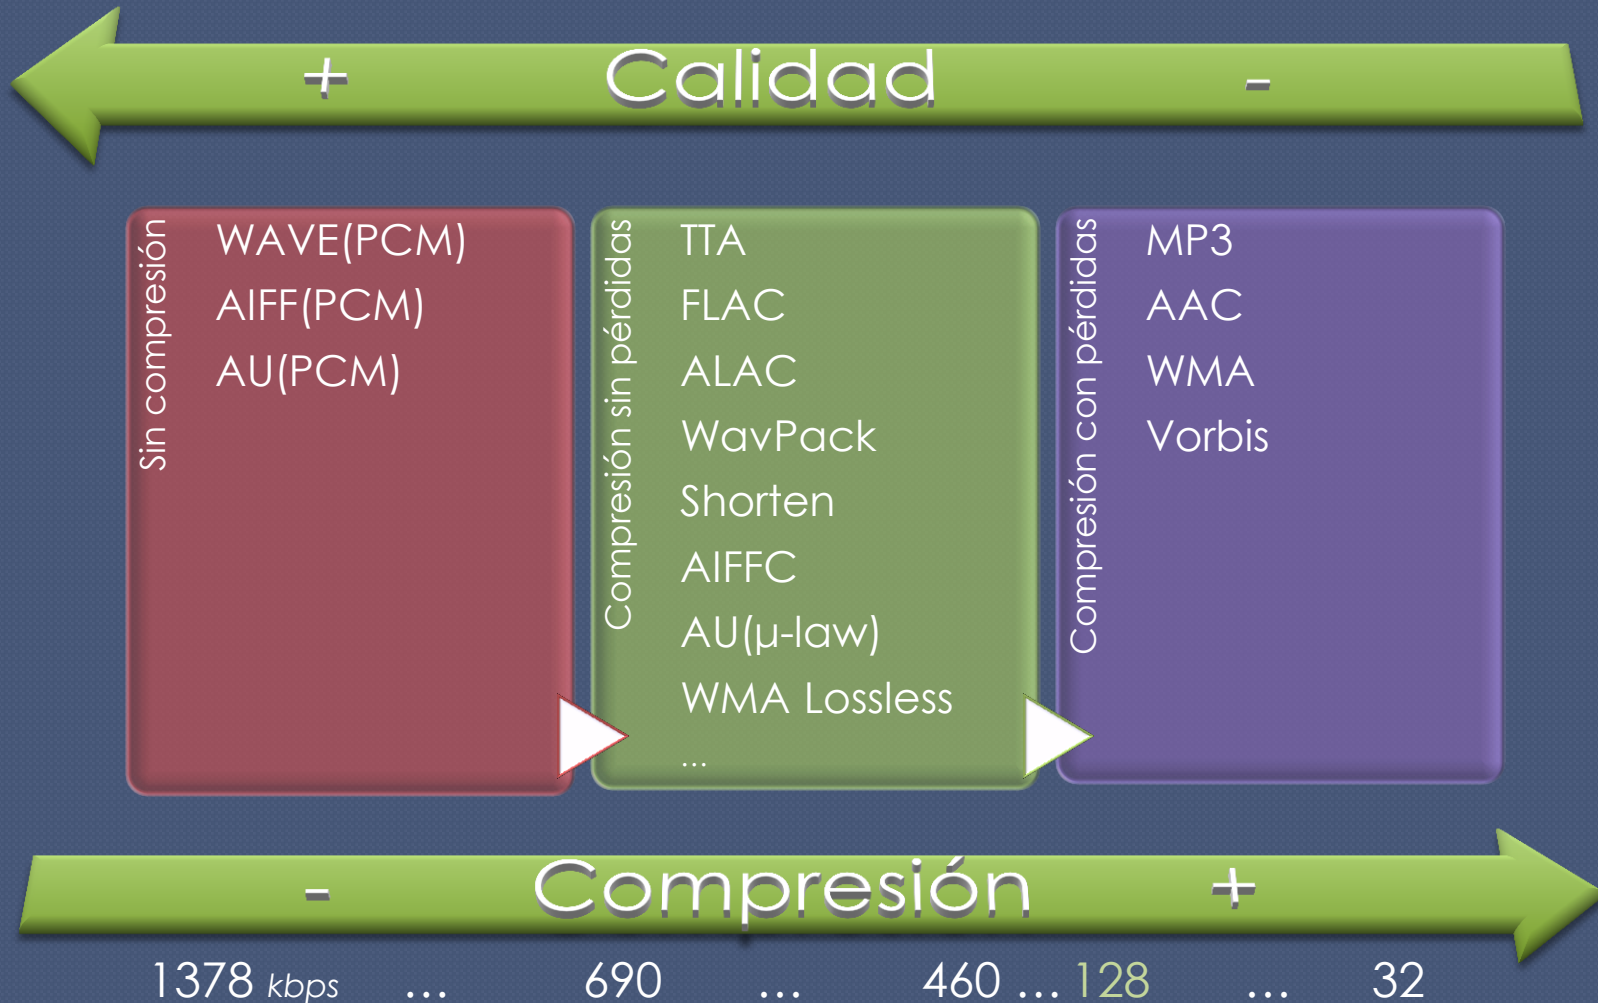 + Calidad -
Sin compresión
WAVE(PCM)
AIFF(PCM)
AU(PCM)
Compresión sin pérdidas
TTA
FLAC
ALAC
WavPack
Shorten
AIFFC
AU(µ-law)
WMA Lossless
...
Compresión con pérdidas
MP3
AAC
WMA
Vorbis
- Compresión +
1378 kbps ... 690 ... 460 ... 128 ... 32